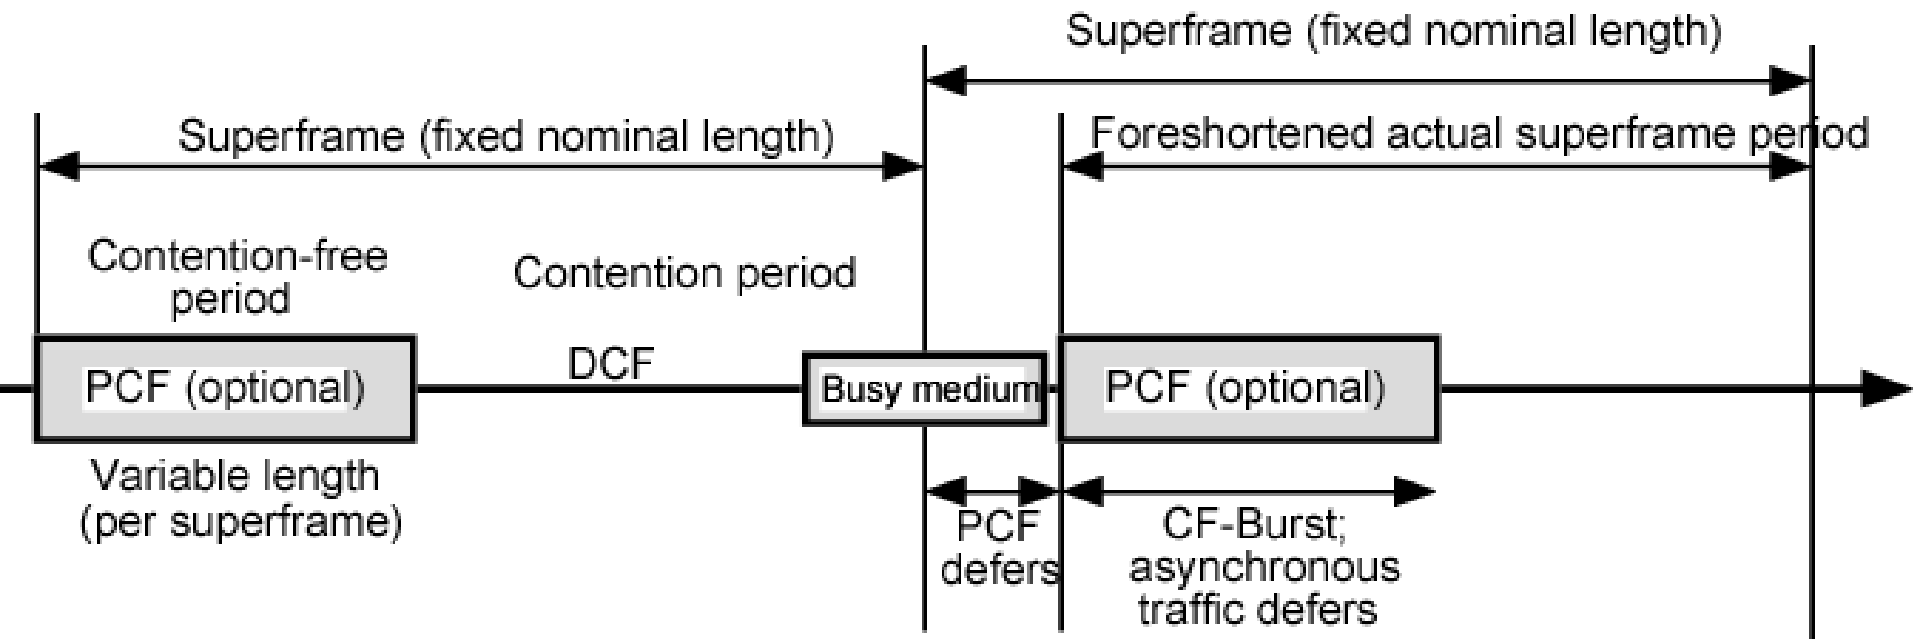 Superframe (fixed nominal length)
Superframe (fixed nominal length)
Foreshortened actual superframe period
Contention-free
period
Contention period
DCF
PCF (optional)
Busy medium
PCF (optional)
Variable length
(per superframe)
PCF
defers
CF-Burst;
asynchronous
traffic defers